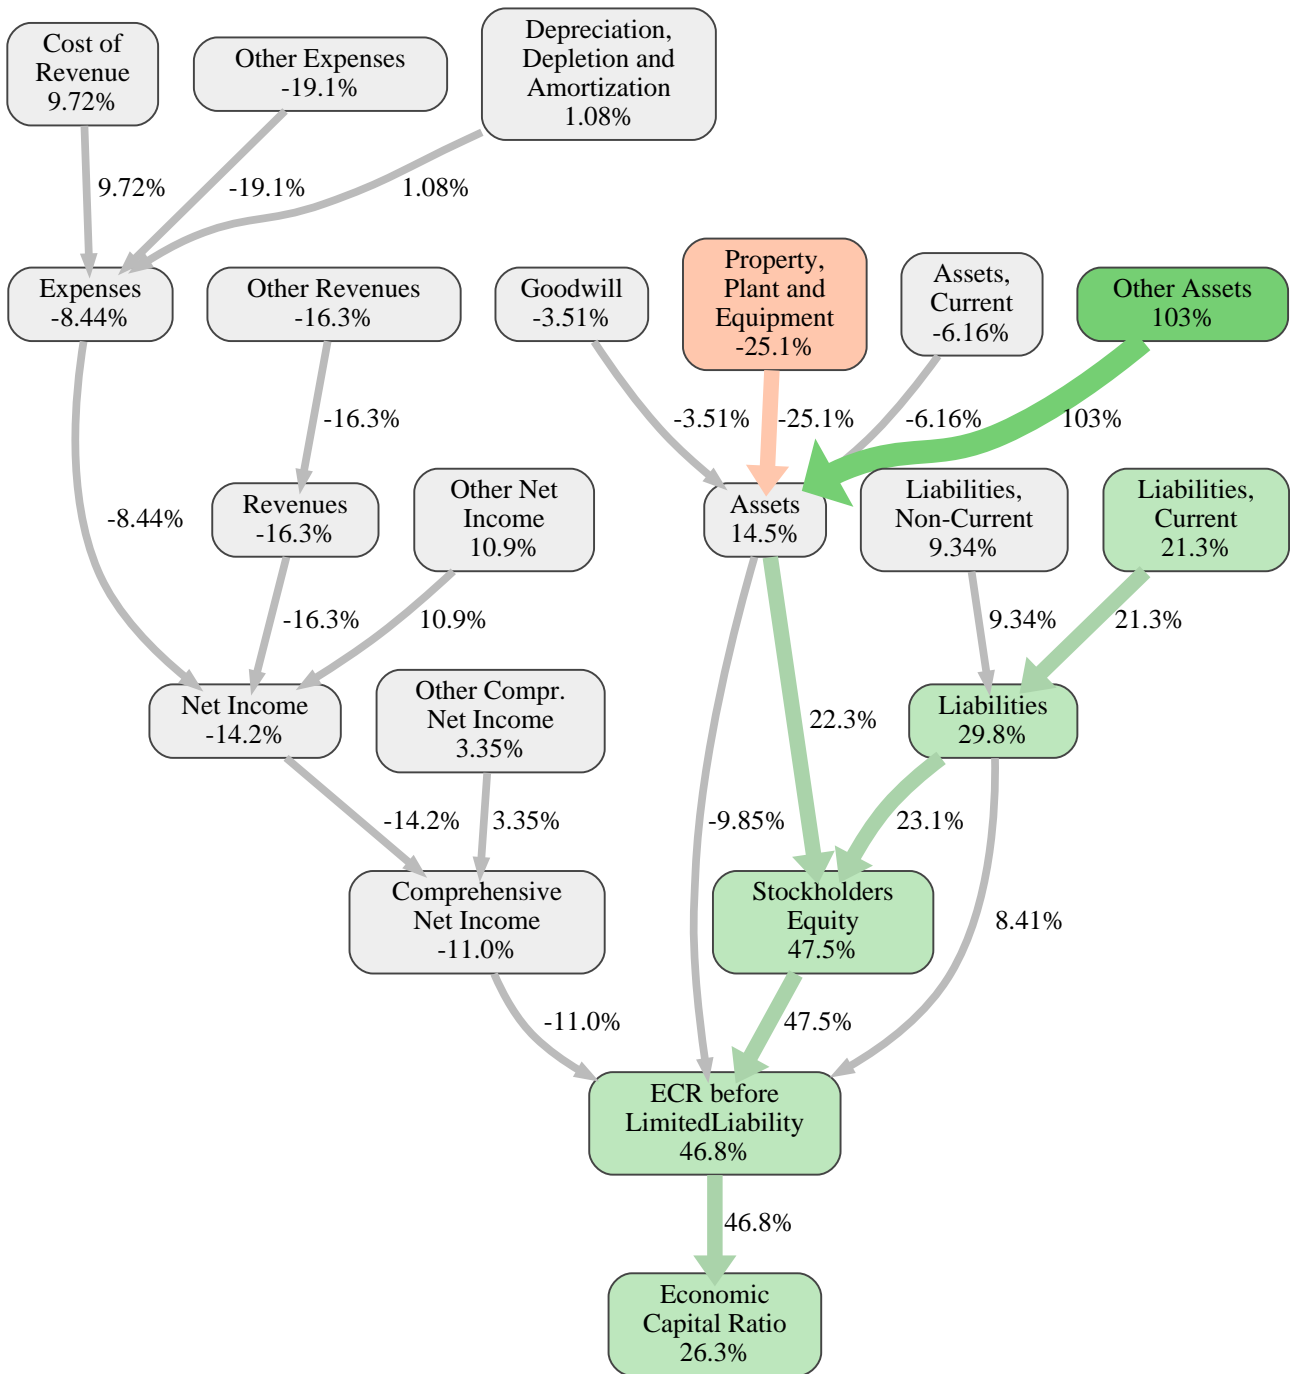 Cost of
Revenue
9.72%
Other Expenses
-19.1%
Depreciation,
Depletion and
Amortization
1.08%
9.72%
-19.1%
1.08%
Expenses
-8.44%
Other Revenues
-16.3%
Goodwill
-3.51%
Property,
Plant and
Equipment
-25.1%
Assets,
Current
-6.16%
Other Assets
103%
-16.3%
-3.51%
-25.1%
-6.16%
103%
-8.44%
Revenues
-16.3%
Other Net
Income
10.9%
Assets
14.5%
Liabilities,
Non-Current
9.34%
Liabilities,
Current
21.3%
-16.3%
10.9%
9.34%
21.3%
Net Income
-14.2%
Other Compr.
Net Income
3.35%
22.3%
Liabilities
29.8%
-14.2%
3.35%
-9.85%
23.1%
Comprehensive
Net Income
-11.0%
Stockholders
Equity
47.5%
8.41%
-11.0%
47.5%
ECR before
LimitedLiability
46.8%
46.8%
Economic
Capital Ratio
26.3%